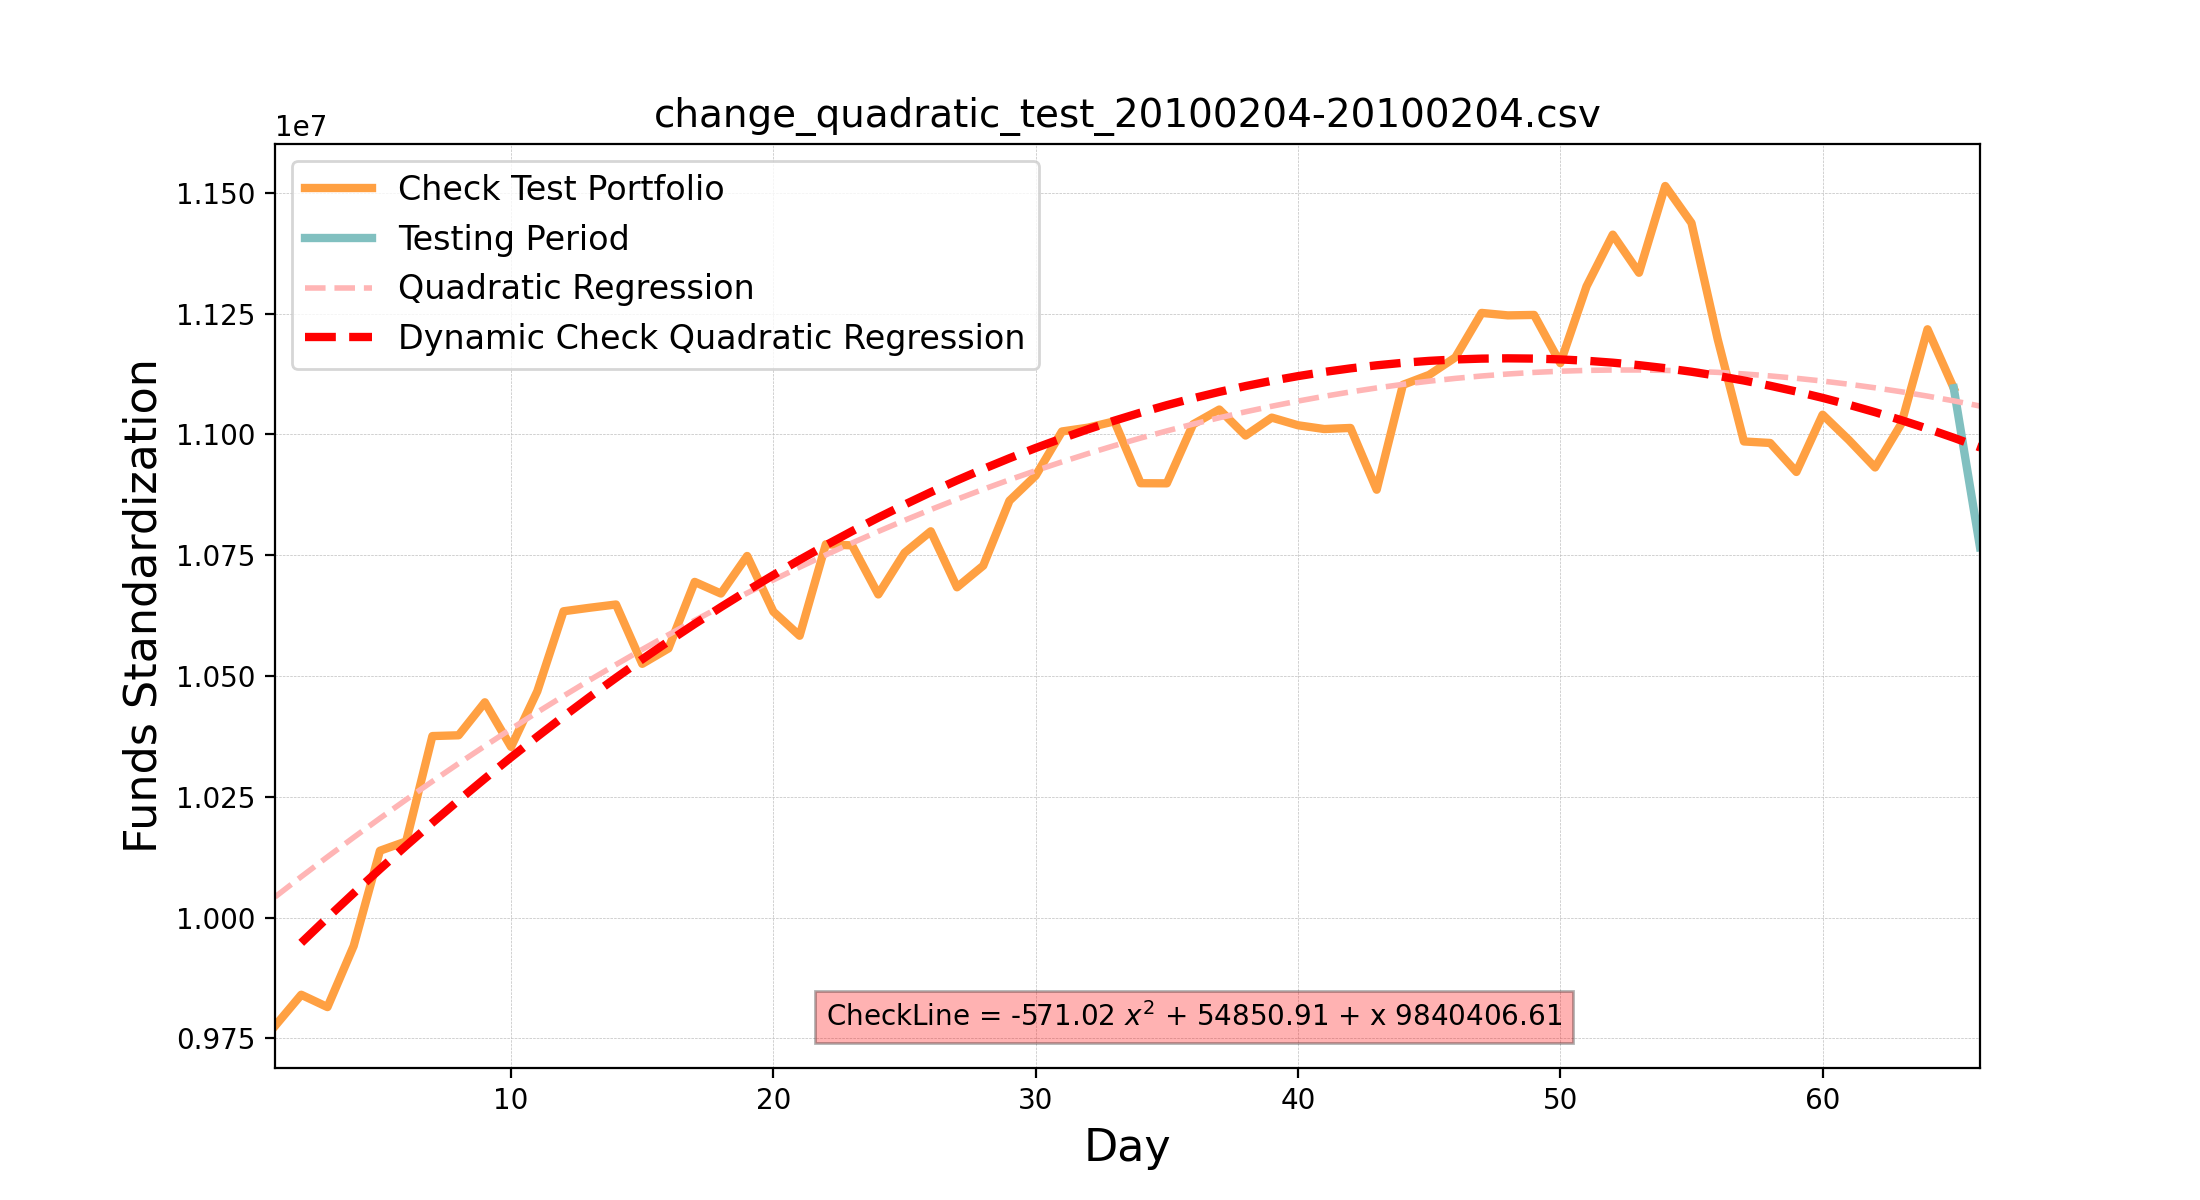 change_quadratic_test_20100204-20100204.csv
1e7
Check Test Portfolio
Testing Period
Quadratic Regression
Dynamic Check Quadratic Regression
1.150
1.125
1.100
1.075
1.050
1.025
1.000
0.975
Funds Standardization
CheckLine = -571.02 x² + 54850.91 + x 9840406.61
10 20 30 40 50 60
Day